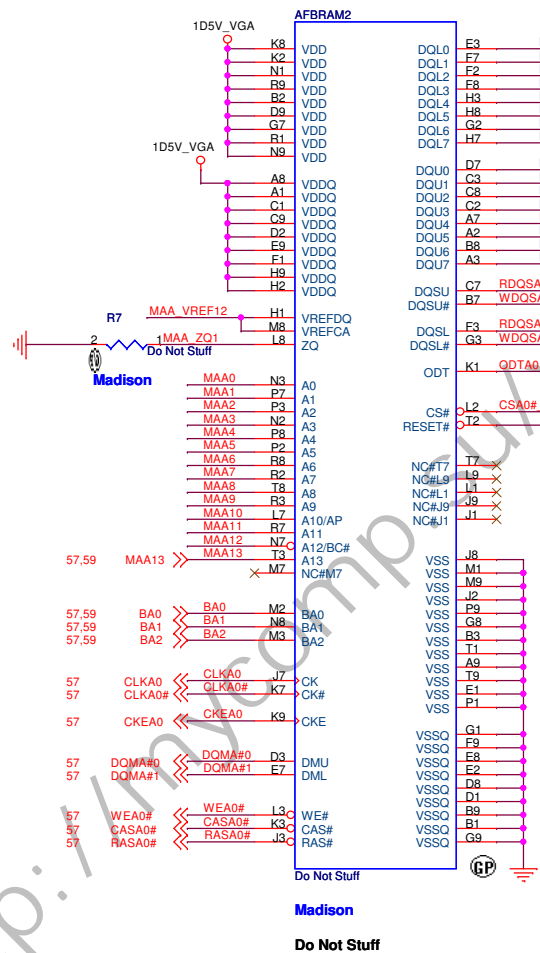 AFBRAM2
1D5V_VGA
K8 VDD DQL0 E3
K2 VDD DQL1 F7
N1 VDD DQL2 F2
R9 VDD DQL3 F8
B2 VDD DQL4 H3
D9 VDD DQL5 H8
G7 VDD DQL6 G2
R1 VDD DQL7 H7
N9 VDD
1D5V_VGA
DQU0 D7
A8 VDDQ DQU1 C3
A1 VDDQ DQU2 C8
C1 VDDQ DQU3 C2
C9 VDDQ DQU4 A7
D2 VDDQ DQU5 A2
E9 VDDQ DQU6 B8
F1 VDDQ DQU7 A3
H9 VDDQ
H2 VDDQ DQSU C7 RDQSA
DQSU# B7 WDQSA
R7 MAA_VREF12 H1 VREFDQ
M8 VREFCA DQSL F3 RDQSA
2 1 MAA_ZQ1 L8 ZQ DQSL# G3 WDQSA
Do Not Stuff
Madison
ODT K1 ODTA0
MAA0 N3 A0
MAA1 P7 A1
MAA2 P3 A2 CS# L2 CSA0#
MAA3 N2 A3 RESET# T2
MAA4 P8 A4
MAA5 P2 A5
MAA6 R8 A6 NC#T7 T7
MAA7 R2 A7 NC#L9 L9
MAA8 T8 A8 NC#L1 L1
MAA9 R3 A9 NC#J9 J9
MAA10 L7 A10/AP NC#J1 J1
MAA11 R7 A11
MAA12 N7 A12/BC#
57,59 MAA13 MAA13 T3 A13 VSS J8
M7 NC#M7 VSS M1
VSS M9
VSS J2
57,59 BA0 BA0 M2 BA0 VSS P9
57,59 BA1 BA1 N8 BA1 VSS G8
57,59 BA2 BA2 M3 BA2 VSS B3
VSS T1
VSS A9
57 CLKA0 CLKA0 J7 CK VSS T9
57 CLKA0# CLKA0# K7 CK# VSS E1
VSS P1
57 CKEA0 CKEA0 K9 CKE
VSSQ G1
VSSQ F9
57 DQMA#0 DQMA#0 D3 DMU VSSQ E8
57 DQMA#1 DQMA#1 E7 DML VSSQ E2
VSSQ D8
VSSQ D1
57 WEA0# WEA0# L3 WE# VSSQ B9
57 CASA0# CASA0# K3 CAS# VSSQ B1
57 RASA0# RASA0# J3 RAS# VSSQ G9
GP
Do Not Stuff
Madison
Do Not Stuff
p://mycomp.su/